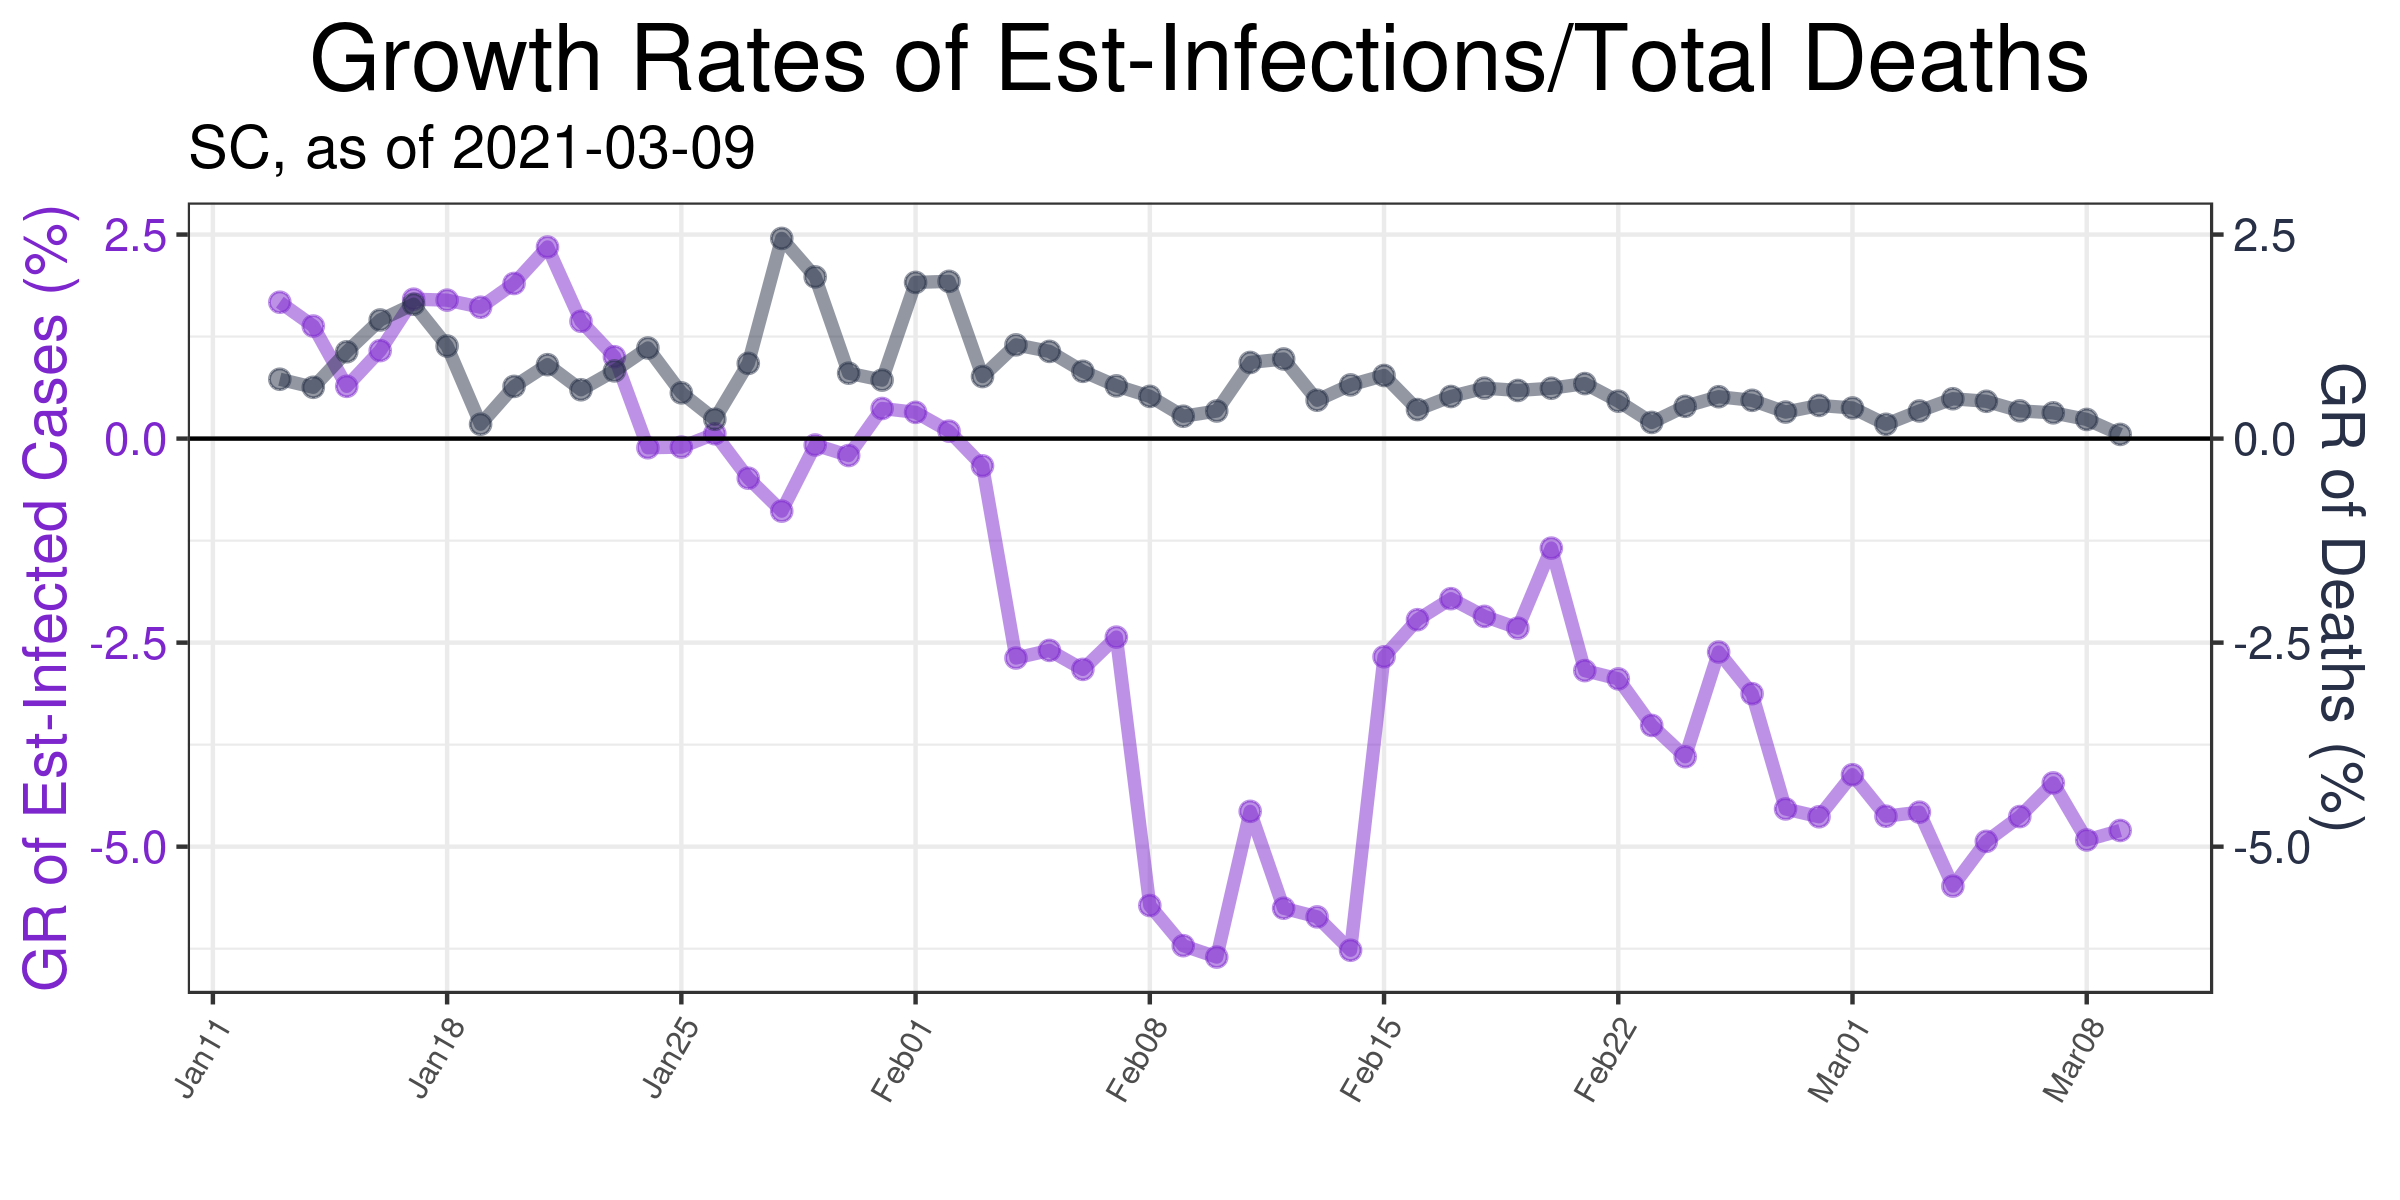 Growth Rates of Est-Infections/Total Deaths
SC, as of 2021-03-09
GR of Est-Infected Cases (%)
2.5
0.0
-2.5
-5.0
2.5
0.0
-2.5
-5.0
GR of Deaths (%)
Jan11
Jan18
Jan25
Feb01
Feb08
Feb15
Feb22
Mar01
Mar08